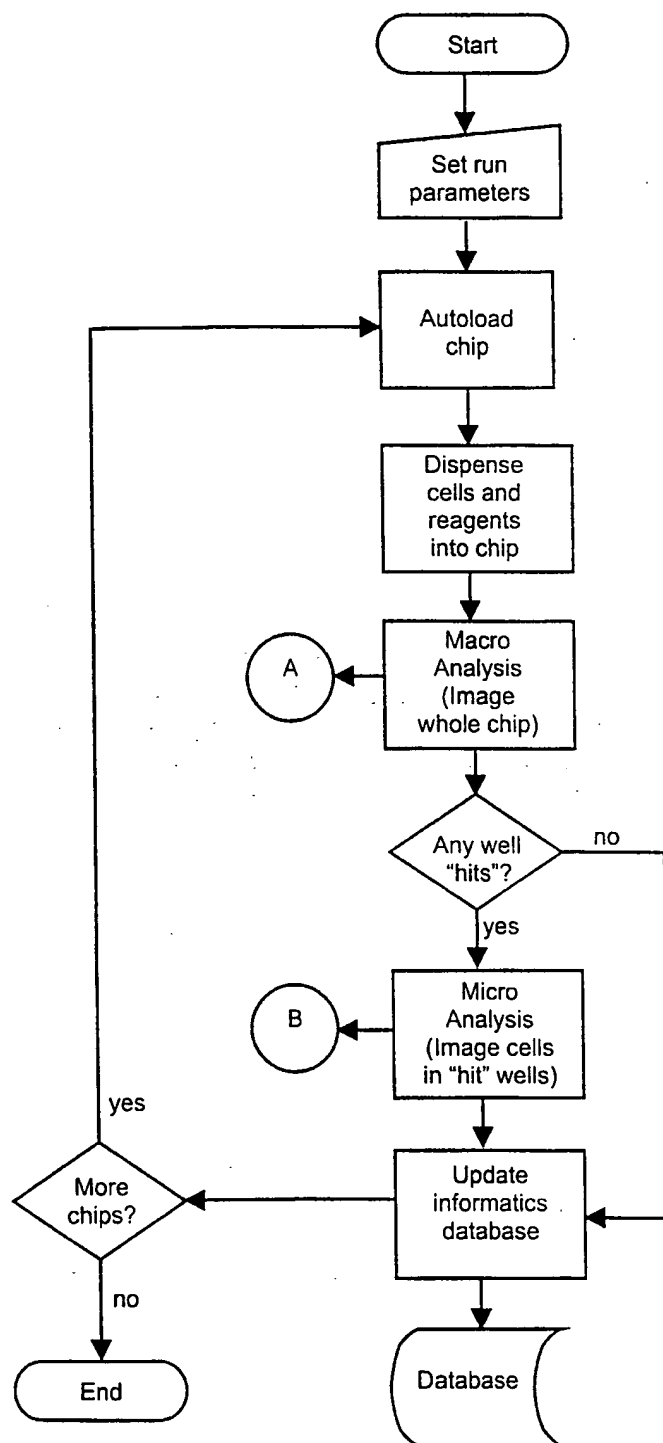 Start
Set run
parameters
Autoload
chip
Dispense
cells and
reagents
into chip
Macro
Analysis
(Image
whole chip)
A
Any well
"hits"?
no
yes
Micro
Analysis
(Image cells
in "hit" wells)
B
yes
Update
informatics
database
More
chips?
no
End
Database